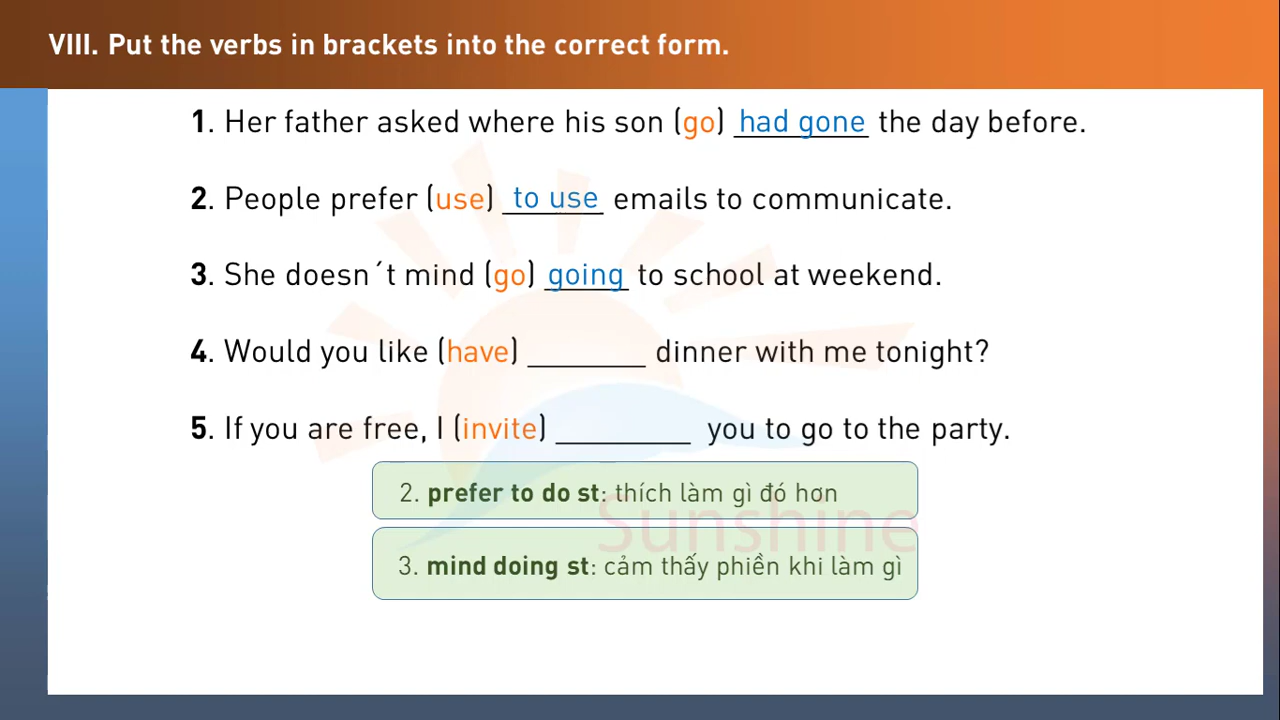 VIII. Put the verbs in brackets into the correct form.
1. Her father asked where his son (go) had gone the day before.
2. People prefer (use) to use emails to communicate.
3. She doesn´t mind (go) going to school at weekend.
4. Would you like (have) ________ dinner with me tonight?
5. If you are free, I (invite) _________ you to go to the party.
2. prefer to do st: thích làm gì đó hơn
Sunshine
3. mind doing st: cảm thấy phiền khi làm gì